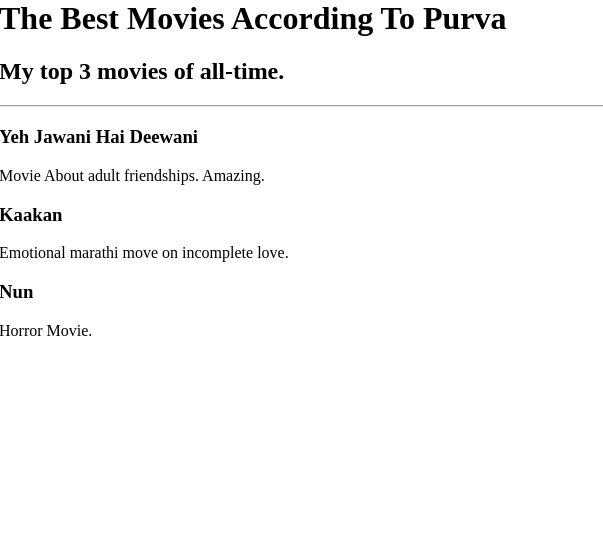 The Best Movies According To Purva
My top 3 movies of all-time.
Yeh Jawani Hai Deewani
Movie About adult friendships. Amazing.
Kaakan
Emotional marathi move on incomplete love.
Nun
Horror Movie.